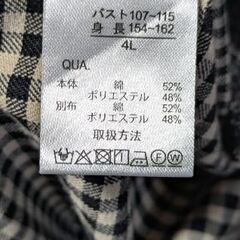 バスト107~115
身 長154~162
4L
QUA.
本体 綿 52%
ポリエステル 48%
別布 綿 52%
ポリエステル 48%
取扱方法